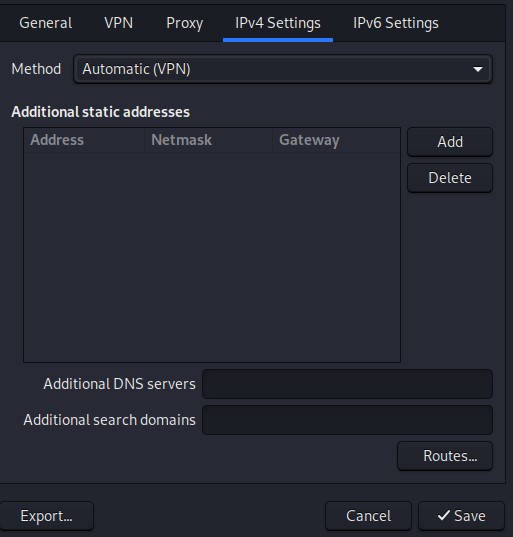 General VPN Proxy IPv4 Settings IPv6 Settings
Method Automatic (VPN)
Additional static addresses
Address Netmask Gateway
Add
Delete
Additional DNS servers
Additional search domains
Routes...
Export... Cancel Save